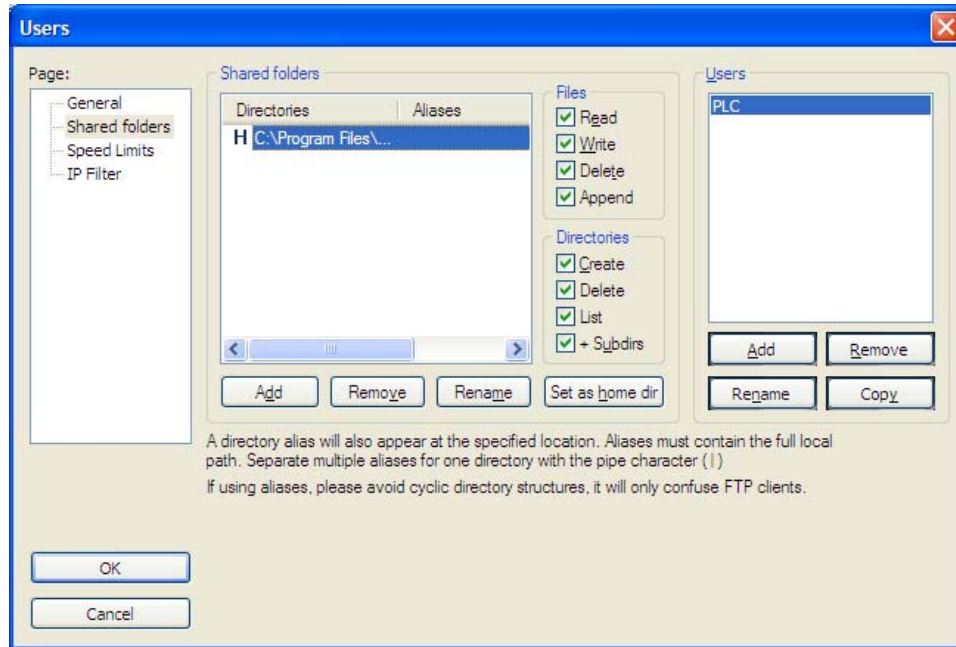 Users
Page:
General
Shared folders
Speed Limits
IP Filter
Shared folders
Directories Aliases
H C:\Program Files\...
Files
Read
Write
Delete
Append
Directories
Create
Delete
List
+ Subdirs
Add Remove Rename Set as home dir
Users
PLC
Add Remove
Rename Copy
A directory alias will also appear at the specified location. Aliases must contain the full local
path. Separate multiple aliases for one directory with the pipe character ( | )
If using aliases, please avoid cyclic directory structures, it will only confuse FTP clients.
OK
Cancel